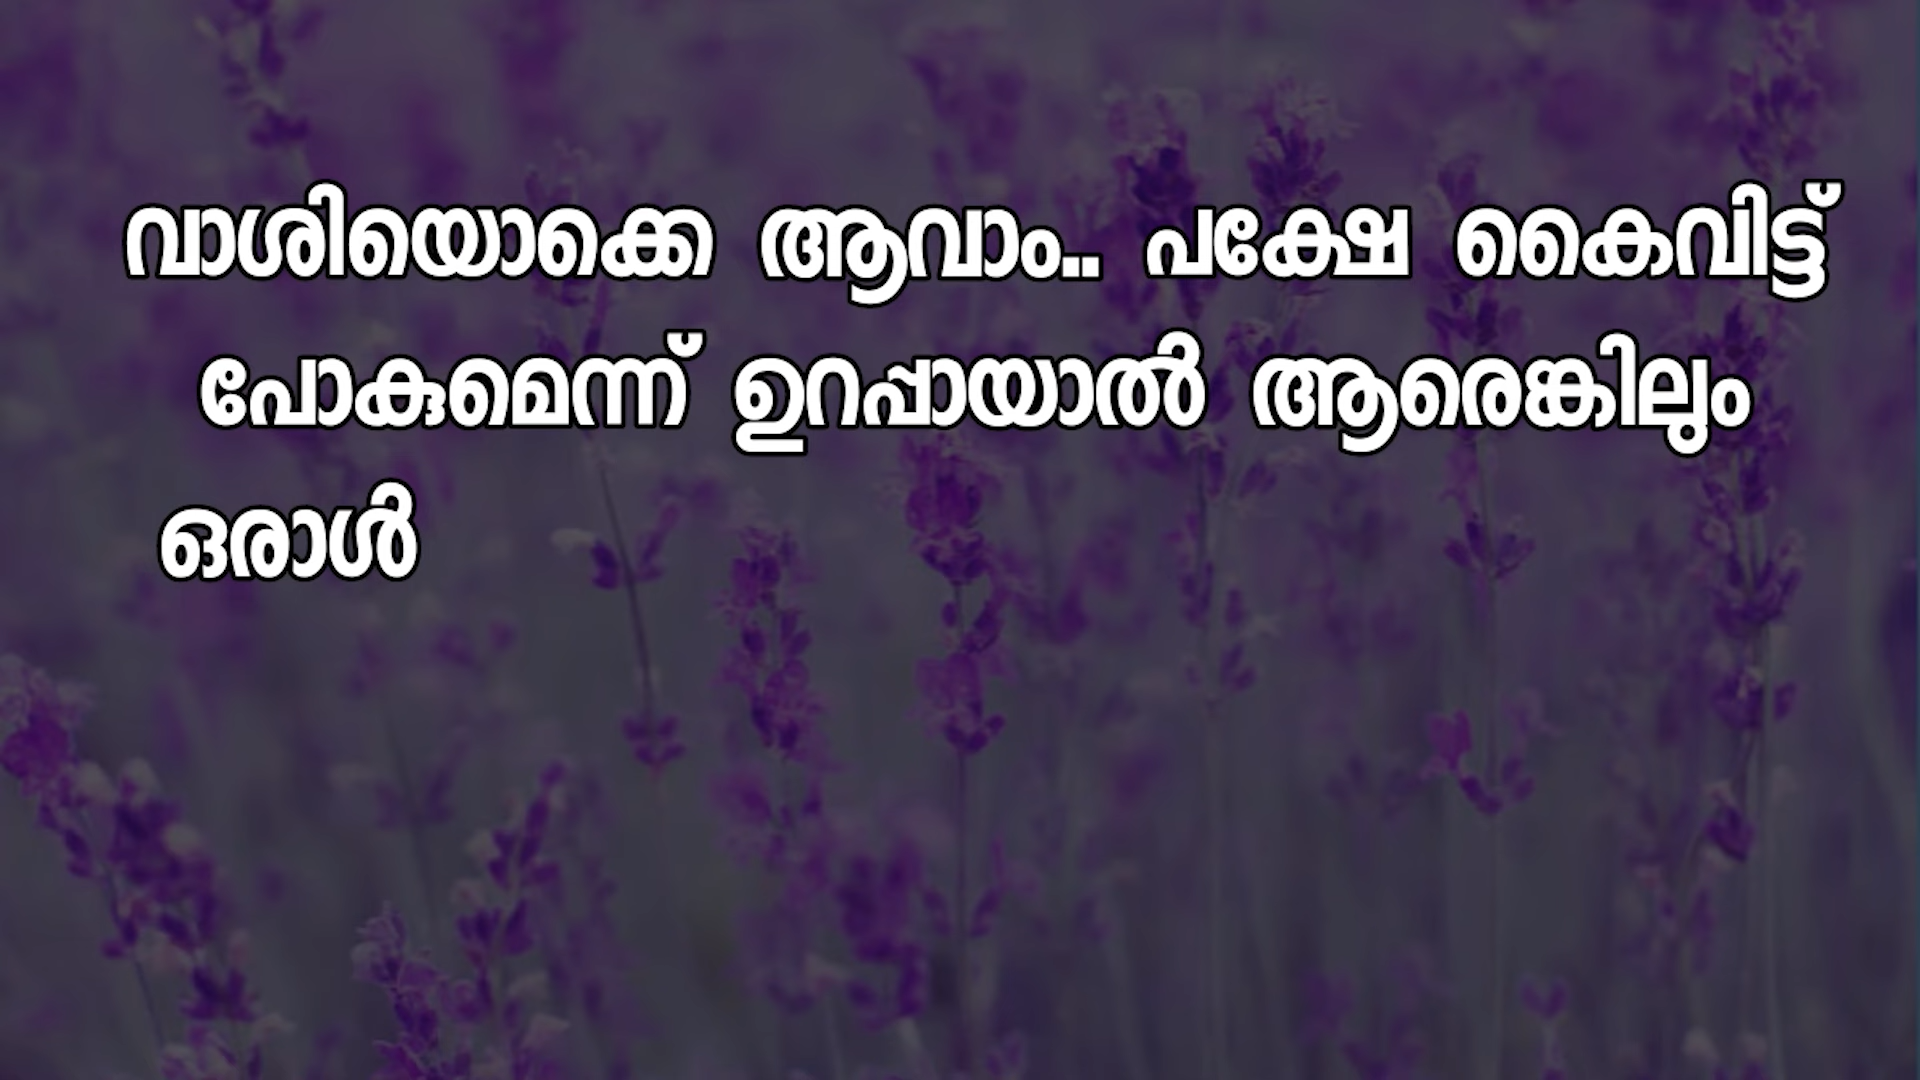 വാശിയൊക്കെ ആവാം.. പക്ഷേ കൈവിട്ട്
പോകുമെന്ന് ഉറപ്പായാൽ ആരെങ്കിലും
ഒരാൾ